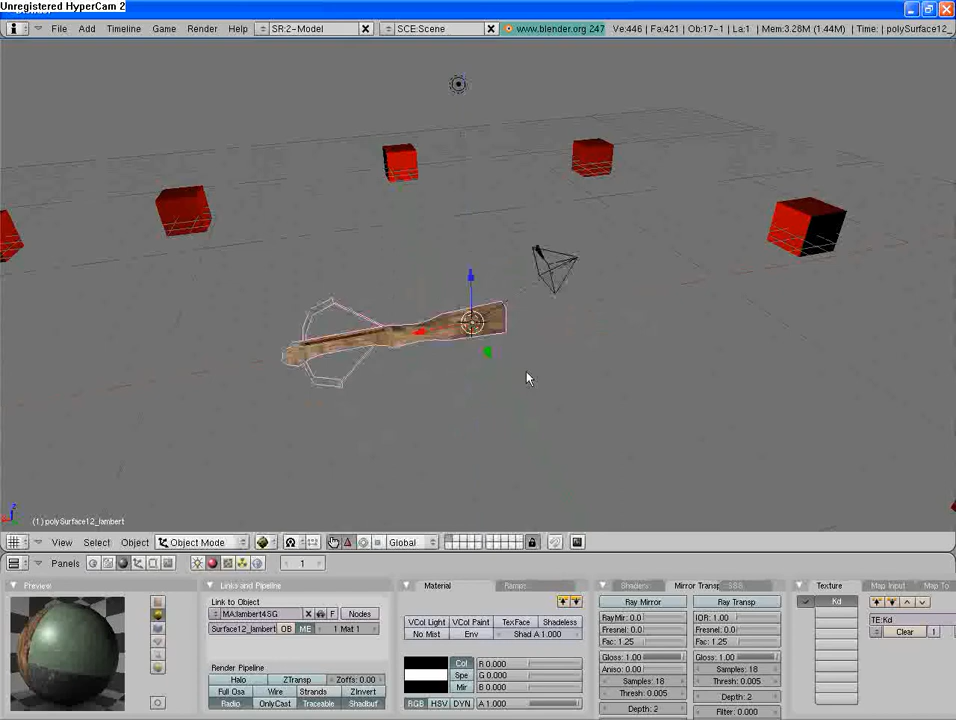 Unregistered HyperCam 2
File Add Timeline Game Render Help SR:2-Model SCE:Scene www.blender.org 247 Ve:446 | Fa:421 | Ob:17-1 | La:1 | Mem:3.28M (1.44M) | Time: | polySurface12_
(1) polySurface12_lambert
View Select Object Object Mode Global
Panels 1
Preview Links and Pipeline Material Ramps Shaders Mirror Transp SSS Texture Map Input Map To
Link to Object
MA:lambert4SG X F Nodes
Surface12_lambert OB ME 1 Mat 1
Render Pipeline
Halo ZTransp Zoffs: 0.00
Full Osa Wire Strands ZInvert
Radio OnlyCast Traceable Shadbuf
VCol Light VCol Paint TexFace Shadeless
No Mist Env Shad A 1.000
Col R 0.000
Spe G 0.000
Mir B 0.000
RGB HSV DYN A 1.000
Ray Mirror Ray Transp
RayMir: 0.0 IOR: 1.00
Fresnel: 0.0 Fresnel: 0.0
Fac: 1.25 Fac: 1.25
Gloss: 1.00 Gloss: 1.00
Aniso: 0.00 Samples: 18
Samples: 18 Thresh: 0.005
Thresh: 0.005 Depth: 2
Depth: 2 Filter: 0.000
Kd
TE:Kd
Clear 1